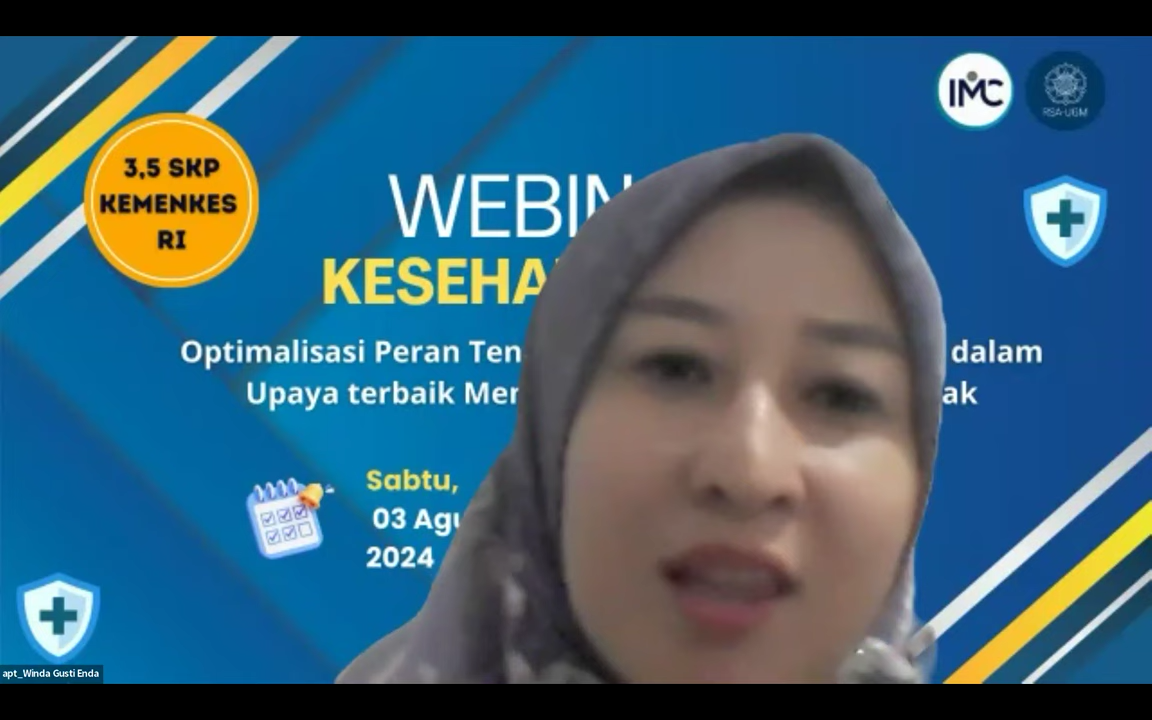 IMC
RSA-UGM
3,5 SKP
KEMENKES
RI
WEBIN
KESEHA
Optimalisasi Peran Ten dalam
Upaya terbaik Mer ak
Sabtu,
03 Agu
2024
apt_Winda Gusti Enda